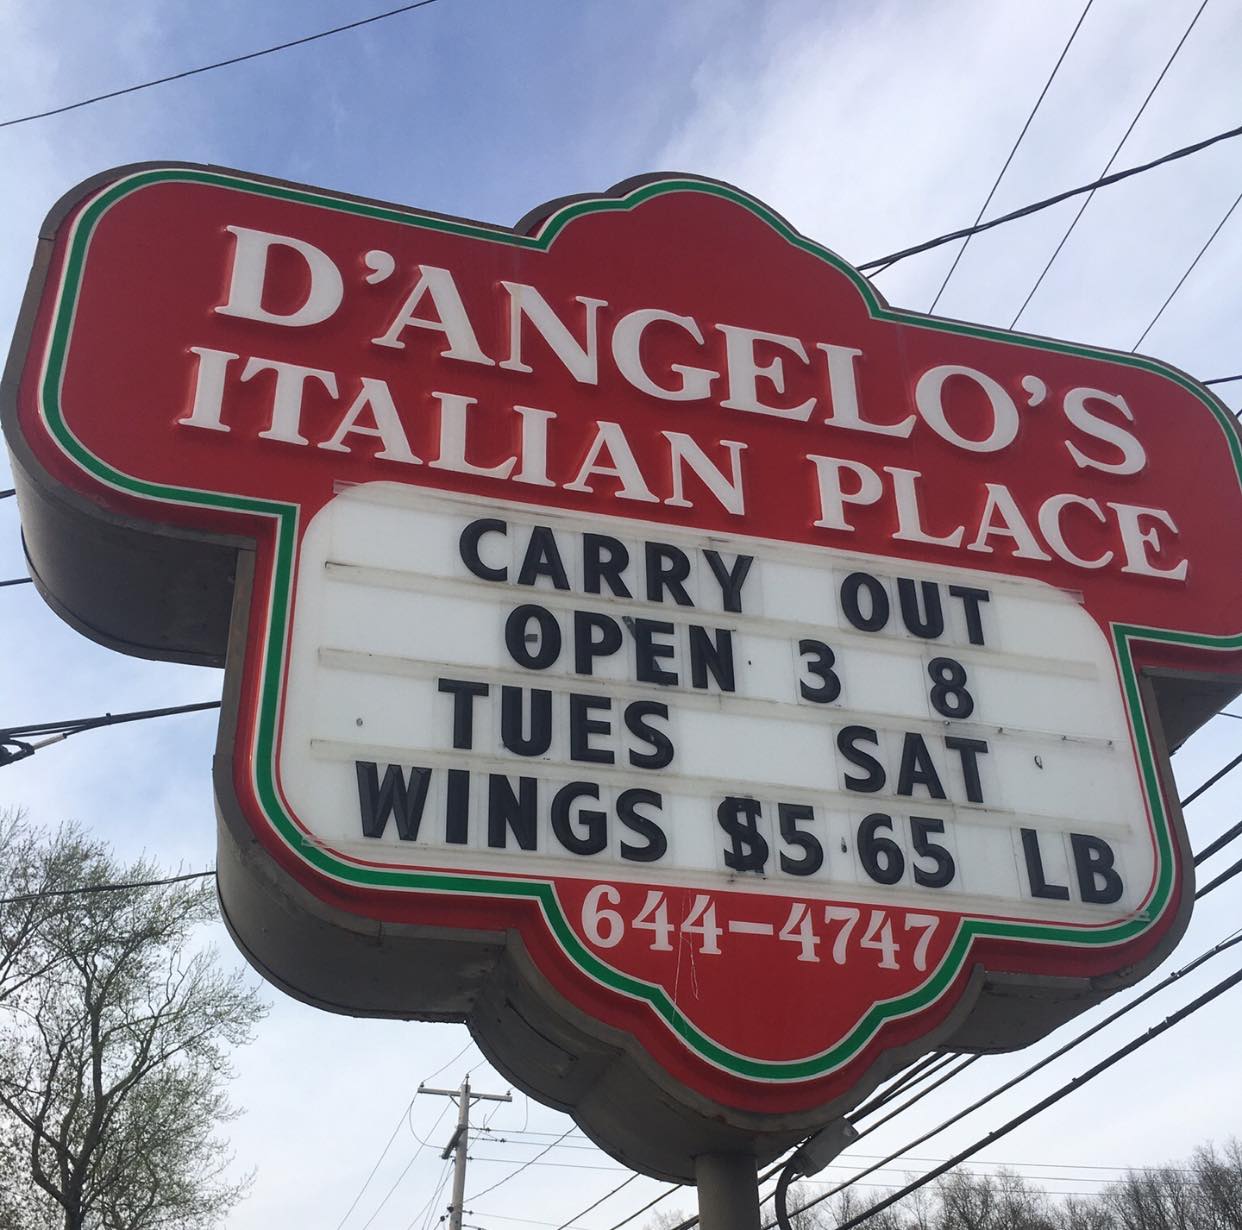 D'ANGELO'S
ITALIAN PLACE
CARRY OUT
OPEN 3 8
TUES SAT
WINGS $5.65 LB
644-4747